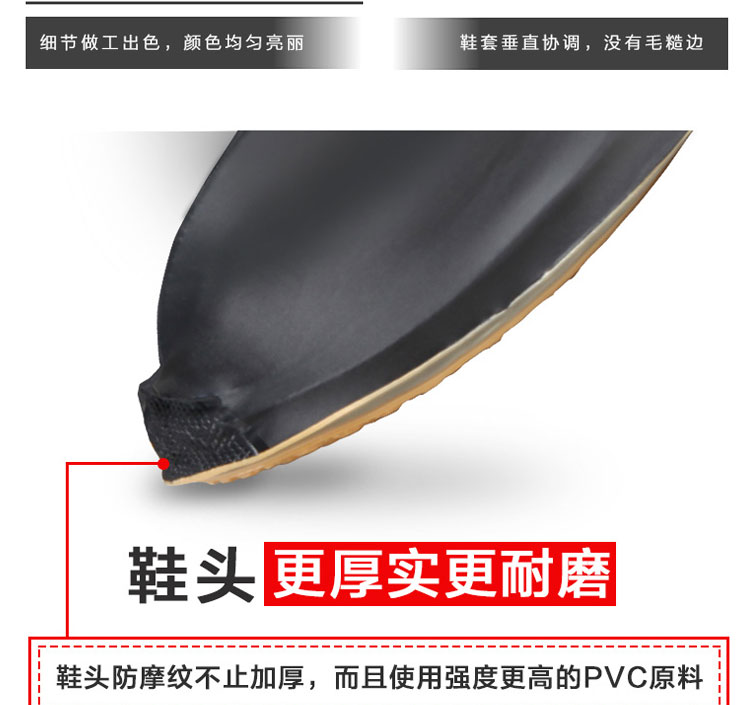 细节做工出色，颜色均匀亮丽
鞋套垂直协调，没有毛糙边
鞋头 更厚实更耐磨
鞋头防摩纹不止加厚，而且使用强度更高的PVC原料